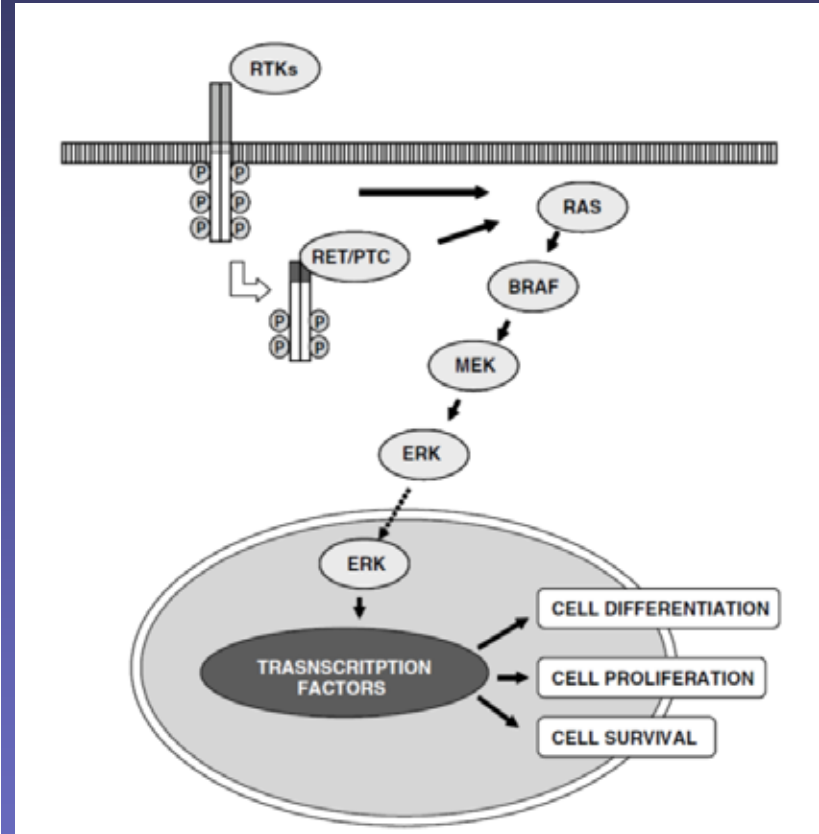 RTKs
P P
P P
P P
RAS
RET/PTC
BRAF
P P
P P
MEK
ERK
ERK
CELL DIFFERENTIATION
TRASNSCRITPTION
FACTORS
CELL PROLIFERATION
CELL SURVIVAL